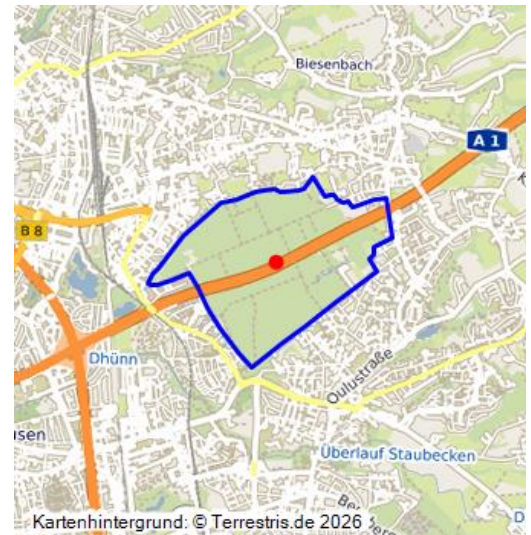 Biesenbach
A 1
K
B 8
Dhünn
Oulustraße
usen
Überlauf Staubecken
D
Kartenhintergrund: © Terrestris.de 2026